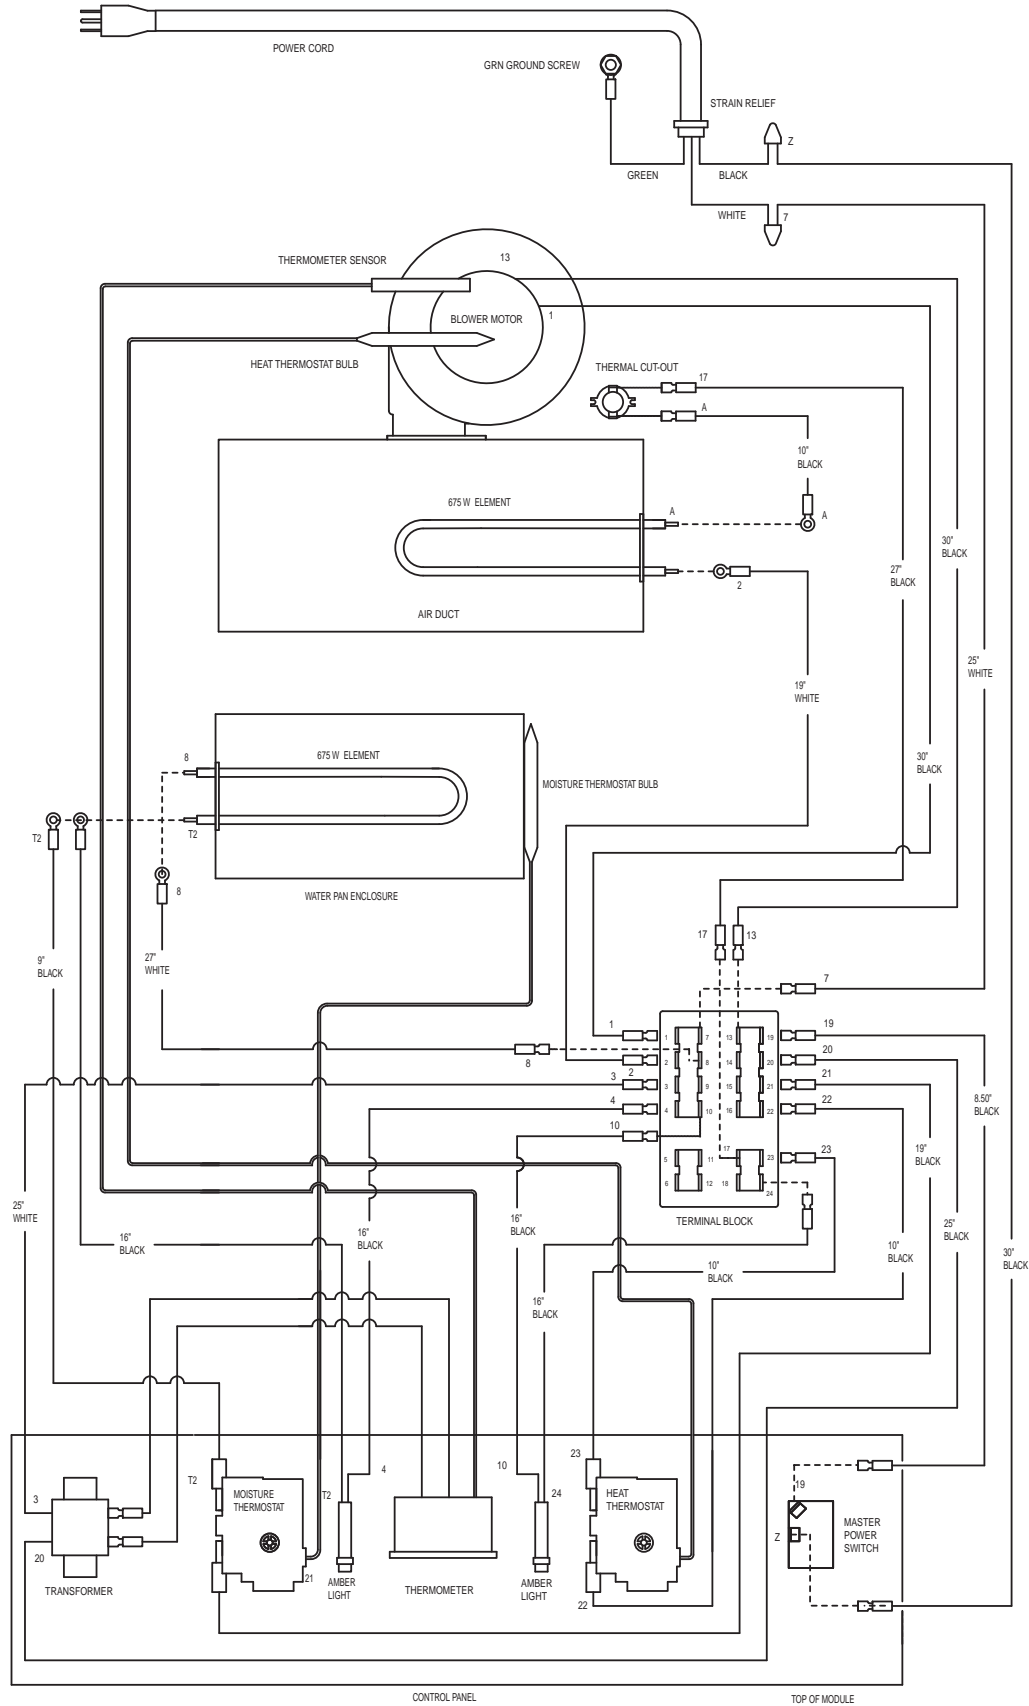 POWER CORD
GRN GROUND SCREW
STRAIN RELIEF
Z
GREEN
BLACK
WHITE
7
THERMOMETER SENSOR
13
BLOWER MOTOR
1
HEAT THERMOSTAT BULB
THERMAL CUT-OUT
17
A
10"
BLACK
675 W ELEMENT
A
A
2
AIR DUCT
30"
BLACK
27"
BLACK
25"
WHITE
19"
WHITE
30"
BLACK
8
675 W ELEMENT
MOISTURE THERMOSTAT BULB
T2
T2
8
WATER PAN ENCLOSURE
9"
BLACK
27"
WHITE
17
13
7
1
2
8
3
4
10
19
20
21
22
23
1
7
13
19
2
8
14
20
3
9
15
21
4
10
16
22
5
11
17
23
6
12
18
24
TERMINAL BLOCK
8.50"
BLACK
19"
BLACK
25"
WHITE
16"
BLACK
16"
BLACK
16"
BLACK
16"
BLACK
10"
BLACK
10"
BLACK
25"
BLACK
30"
BLACK
T2
4
T2
10
24
23
19
3
20
MOISTURE
THERMOSTAT
21
HEAT
THERMOSTAT
22
Z
MASTER
POWER
SWITCH
TRANSFORMER
AMBER
LIGHT
THERMOMETER
AMBER
LIGHT
CONTROL PANEL
TOP OF MODULE